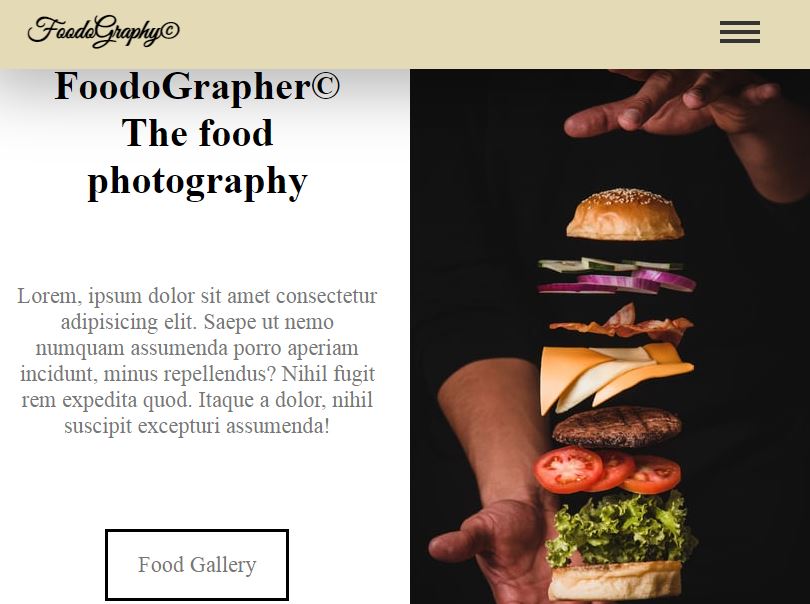 FoodoGraphy©
FoodoGrapher©
The food
photography
Lorem, ipsum dolor sit amet consectetur
adipisicing elit. Saepe ut nemo
numquam assumenda porro aperiam
incidunt, minus repellendus? Nihil fugit
rem expedita quod. Itaque a dolor, nihil
suscipit excepturi assumenda!
Food Gallery